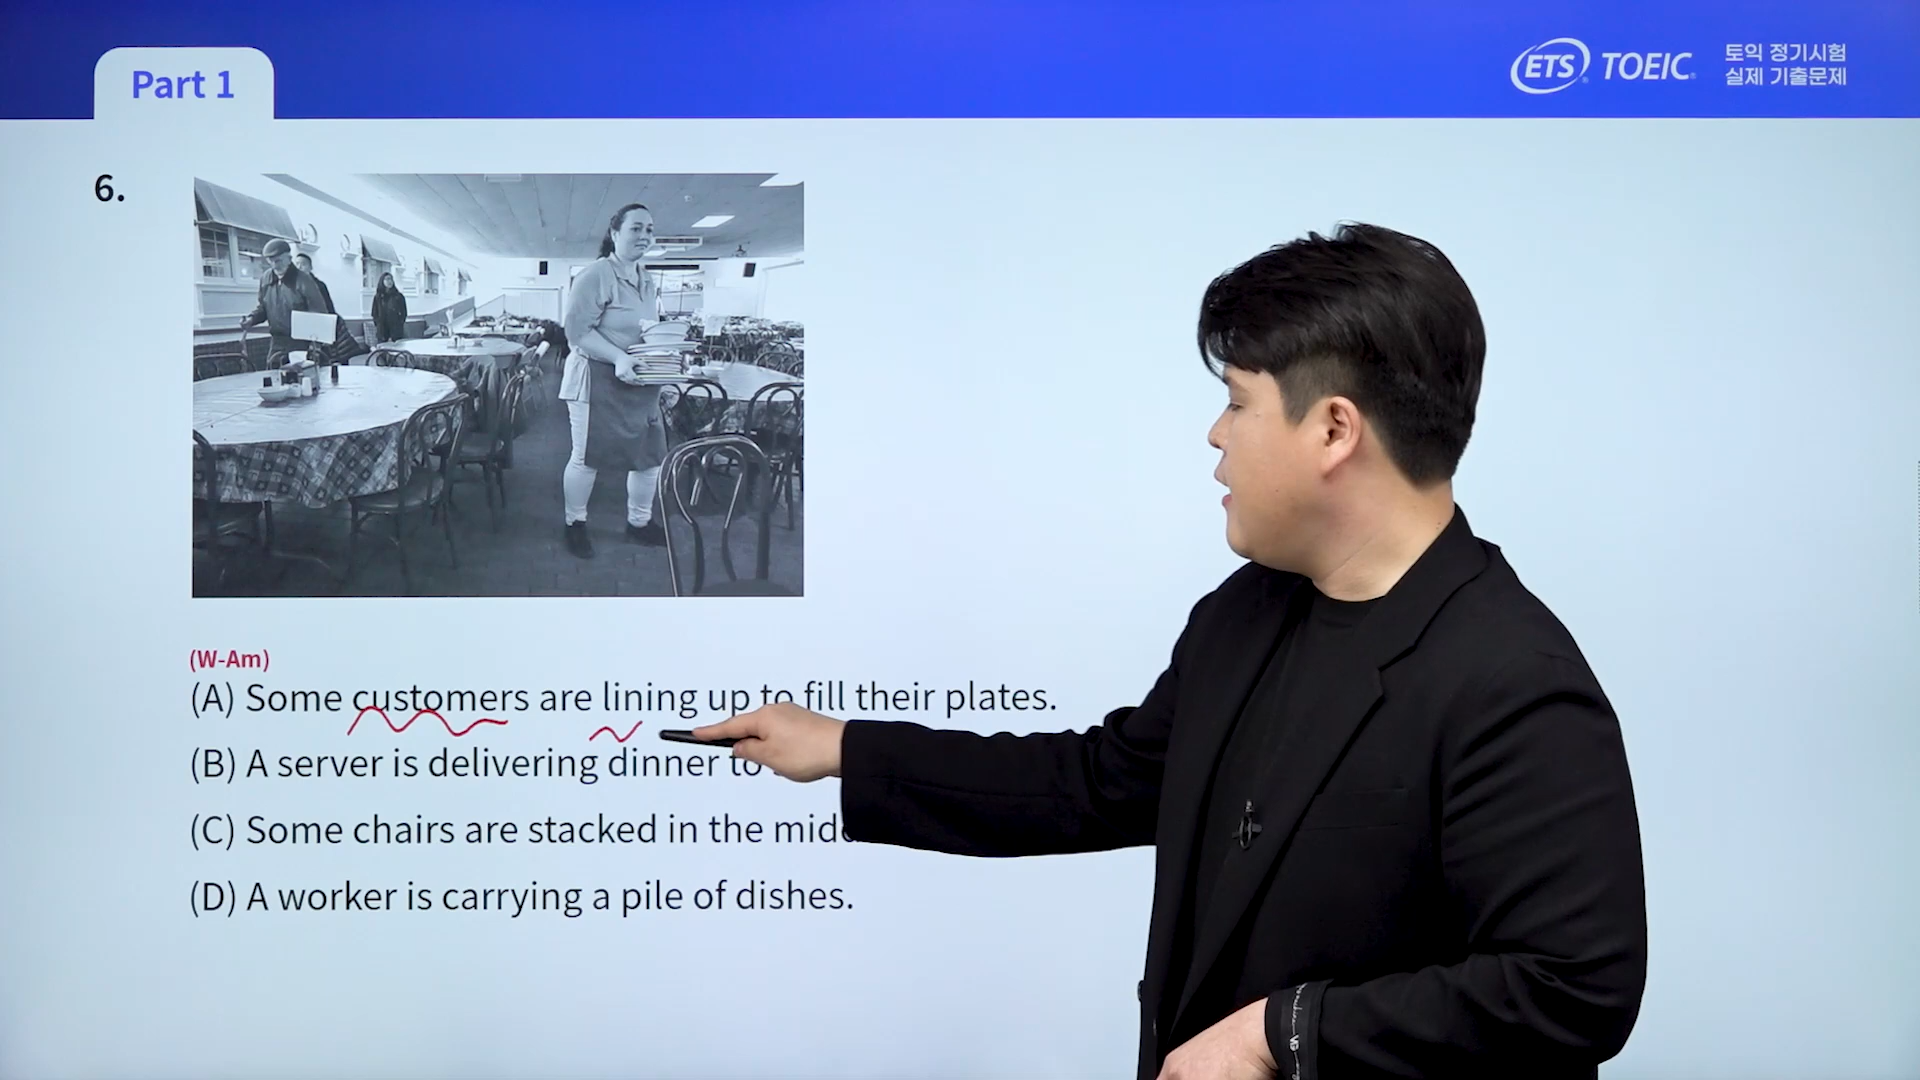 Part 1
ETS TOEIC
토익 정기시험
실제 기출문제
6.
(W-Am)
(A) Some customers are lining up to fill their plates.
(B) A server is delivering dinner to
(C) Some chairs are stacked in the
(D) A worker is carrying a pile of dishes.